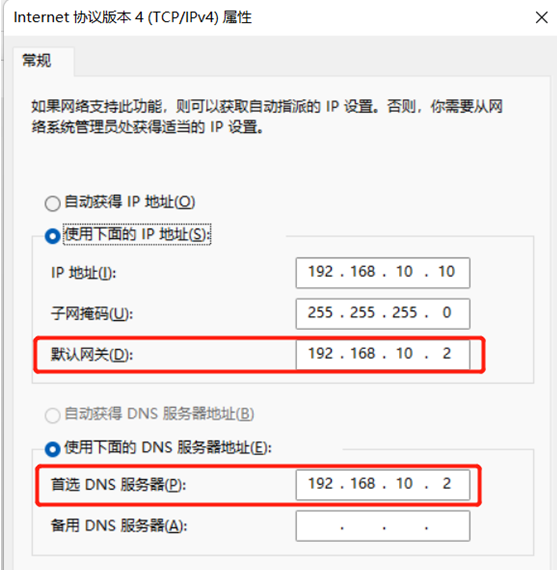 Internet 协议版本 4 (TCP/IPv4) 属性
常规
如果网络支持此功能，则可以获取自动指派的 IP 设置。否则，你需要从网
络系统管理员处获得适当的 IP 设置。
自动获得 IP 地址(O)
使用下面的 IP 地址(S):
IP 地址(I): 192 . 168 . 10 . 10
子网掩码(U): 255 . 255 . 255 . 0
默认网关(D): 192 . 168 . 10 . 2
自动获得 DNS 服务器地址(B)
使用下面的 DNS 服务器地址(E):
首选 DNS 服务器(P): 192 . 168 . 10 . 2
备用 DNS 服务器(A): . . .